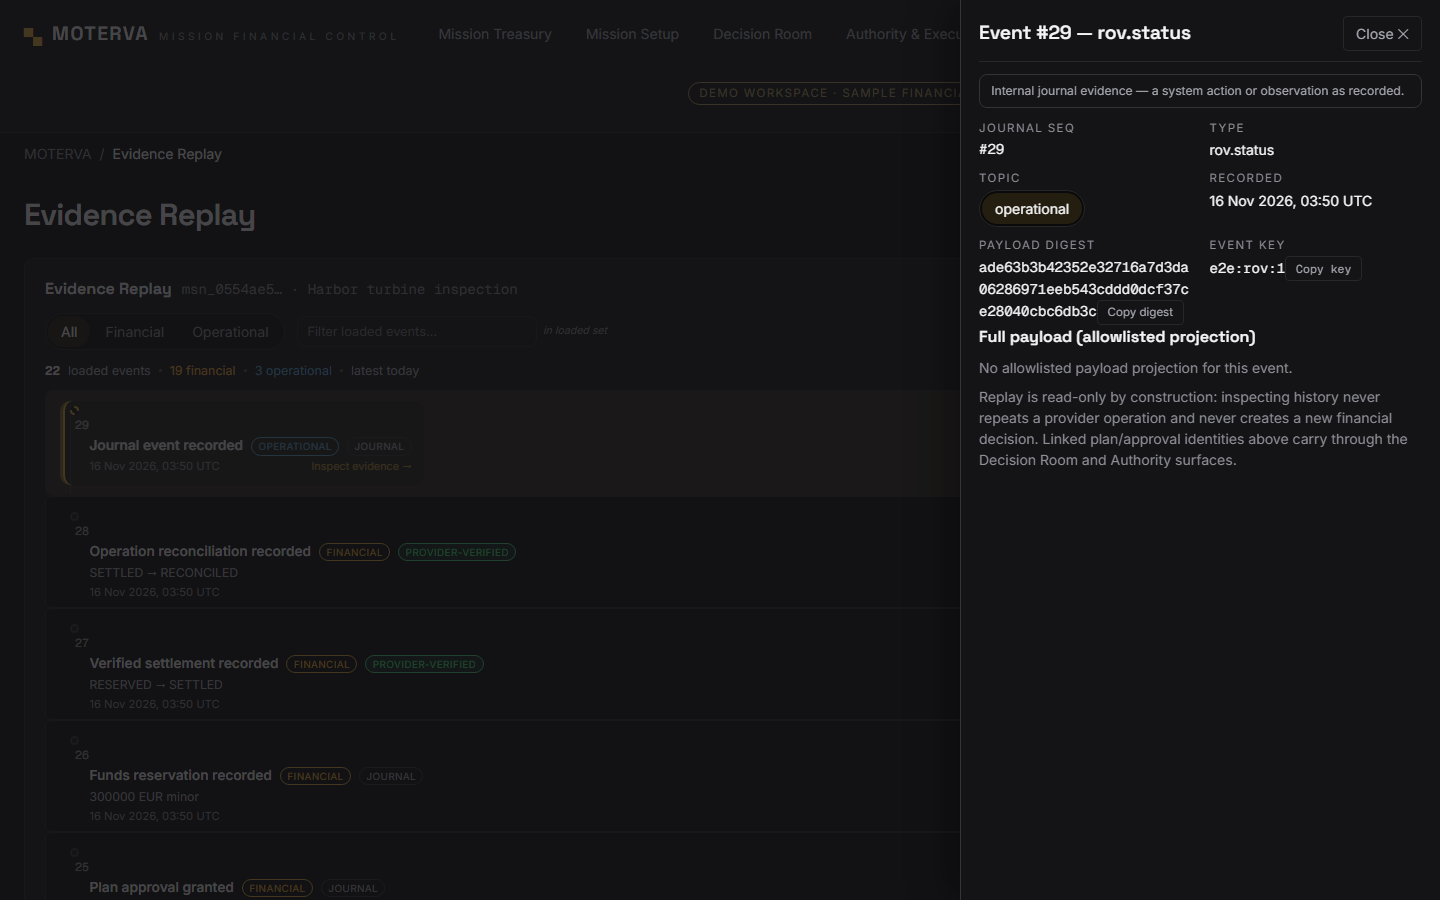 MOTERVA MISSION FINANCIAL CONTROL
Mission Treasury
Mission Setup
Decision Room
Authority & Execu
DEMO WORKSPACE · SAMPLE FINANCIA
MOTERVA / Evidence Replay
Evidence Replay
Evidence Replay msn_0554ae5… · Harbor turbine inspection
All
Financial
Operational
Filter loaded events…
in loaded set
22 loaded events · 19 financial · 3 operational · latest today
29
Journal event recorded OPERATIONAL JOURNAL
16 Nov 2026, 03:50 UTC Inspect evidence →
28
Operation reconciliation recorded FINANCIAL PROVIDER-VERIFIED
SETTLED → RECONCILED
16 Nov 2026, 03:50 UTC
27
Verified settlement recorded FINANCIAL PROVIDER-VERIFIED
RESERVED → SETTLED
16 Nov 2026, 03:50 UTC
26
Funds reservation recorded FINANCIAL JOURNAL
300000 EUR minor
16 Nov 2026, 03:50 UTC
25
Plan approval granted FINANCIAL JOURNAL
Event #29 — rov.status
Close ✕
Internal journal evidence — a system action or observation as recorded.
JOURNAL SEQ
#29
TYPE
rov.status
TOPIC
operational
RECORDED
16 Nov 2026, 03:50 UTC
PAYLOAD DIGEST
ade63b3b42352e32716a7d3da
06286971eeb543cddd0dcf37c
e28040cbc6db3c Copy digest
EVENT KEY
e2e:rov:1 Copy key
Full payload (allowlisted projection)
No allowlisted payload projection for this event.
Replay is read-only by construction: inspecting history never
repeats a provider operation and never creates a new financial
decision. Linked plan/approval identities above carry through the
Decision Room and Authority surfaces.